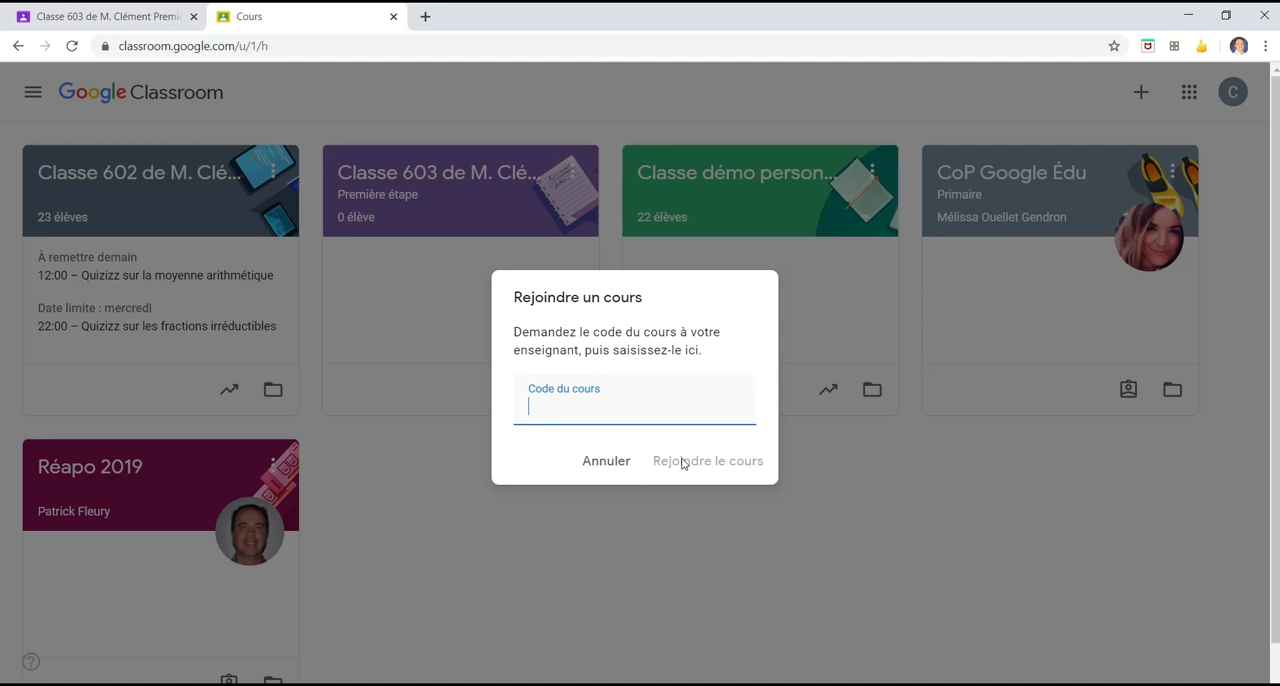 Classe 603 de M. Clément Premi
Cours
classroom.google.com/u/1/h
Google Classroom
C
Classe 602 de M. Clé...
23 élèves
À remettre demain
12:00 – Quizizz sur la moyenne arithmétique
Date limite : mercredi
22:00 – Quizizz sur les fractions irréductibles
Classe 603 de M. Clé...
Première étape
0 élève
Classe démo person...
22 élèves
CoP Google Édu
Primaire
Mélissa Ouellet Gendron
Rejoindre un cours
Demandez le code du cours à votre
enseignant, puis saisissez-le ici.
Code du cours
Annuler
Rejoindre le cours
Réapo 2019
Patrick Fleury